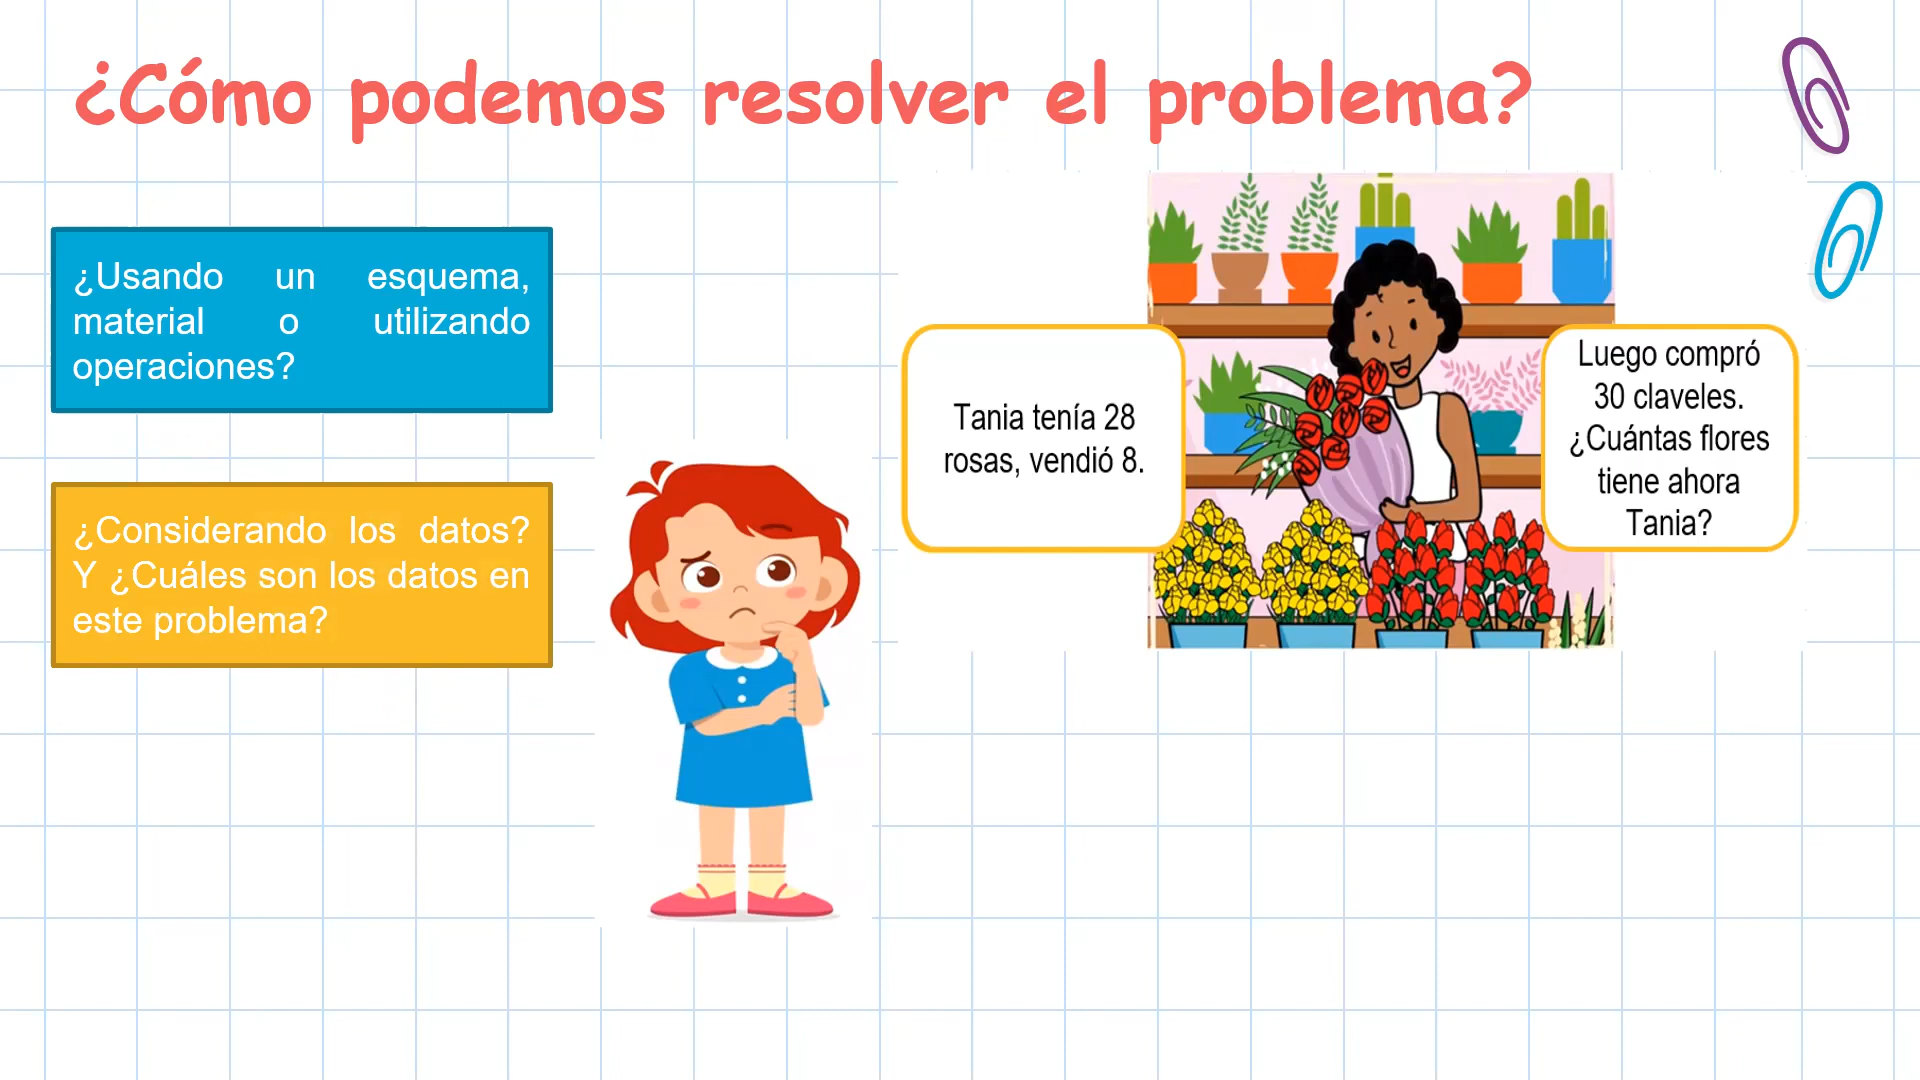 ¿Cómo podemos resolver el problema?
¿Usando un esquema,
material o utilizando
operaciones?
¿Considerando los datos?
Y ¿Cuáles son los datos en
este problema?
Tania tenía 28
rosas, vendió 8.
Luego compró
30 claveles.
¿Cuántas flores
tiene ahora
Tania?